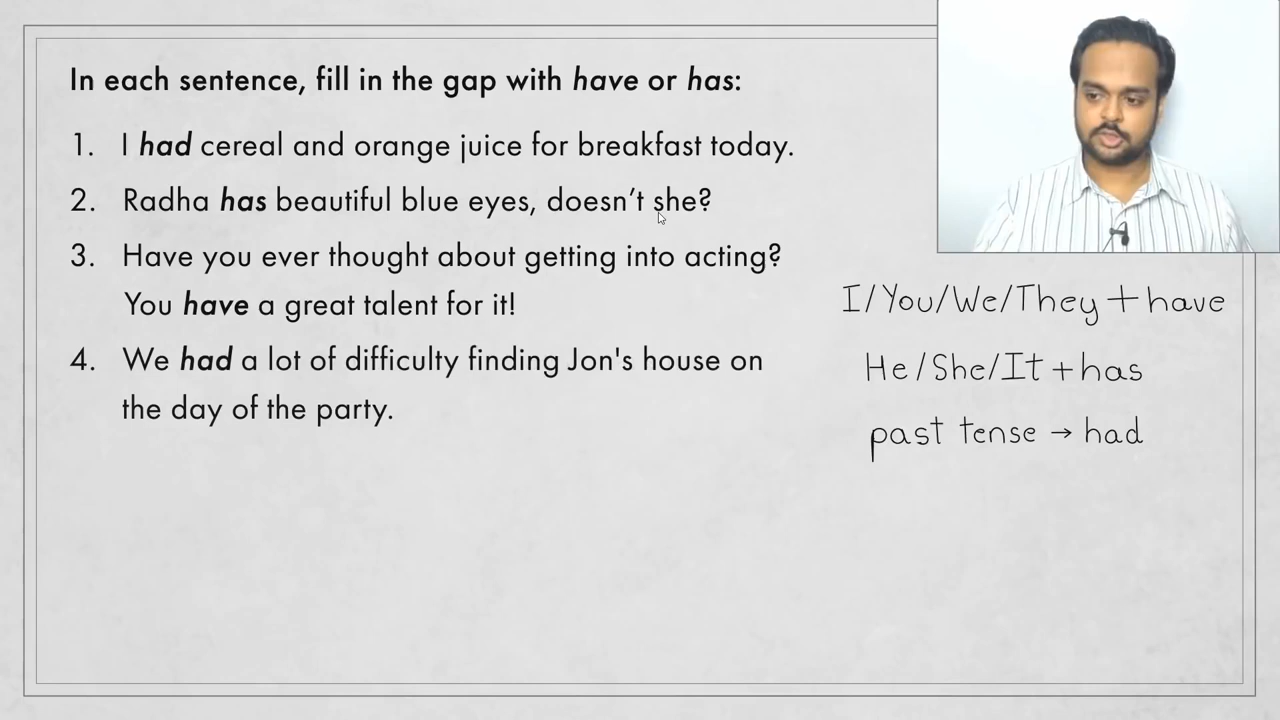 In each sentence, fill in the gap with have or has:
1. I had cereal and orange juice for breakfast today.
2. Radha has beautiful blue eyes, doesn’t she?
3. Have you ever thought about getting into acting?
You have a great talent for it!
4. We had a lot of difficulty finding Jon's house on
the day of the party.
I/You/We/They + have
He/She/It + has
past tense → had